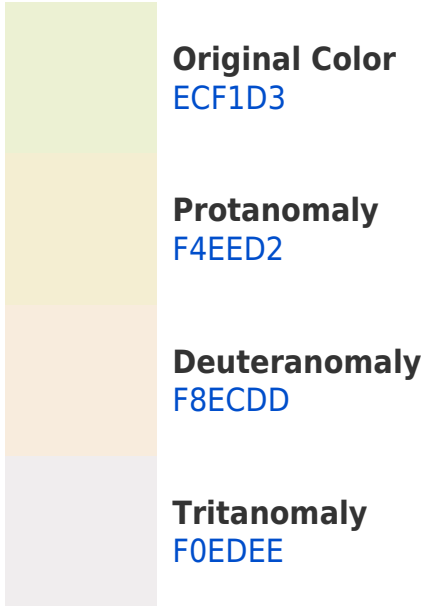 Original Color
ECF1D3
Protanomaly
F4EED2
Deuteranomaly
F8ECDD
Tritanomaly
F0EDEE